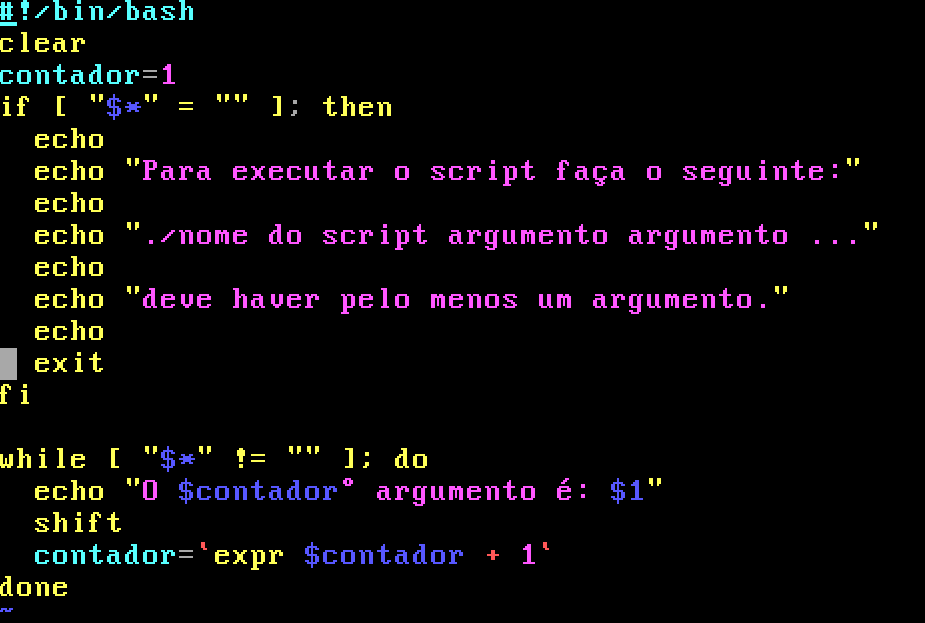 #!/bin/bash
clear
contador=1
if [ "$*" = "" ]; then
  echo
  echo "Para executar o script faça o seguinte:"
  echo
  echo "./nome do script argumento argumento ..."
  echo
  echo "deve haver pelo menos um argumento."
  echo
  exit
fi

while [ "$*" != "" ]; do
  echo "O $contador° argumento é: $1"
  shift
  contador=`expr $contador + 1`
done
~